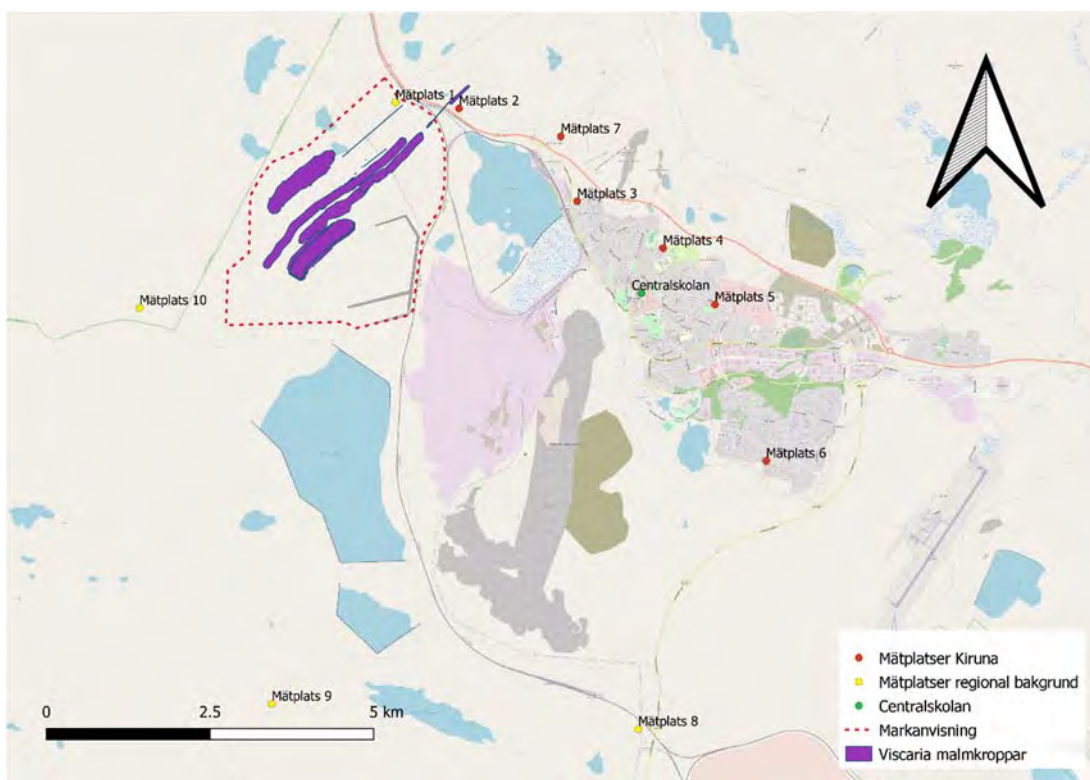 Mätplats 1
Mätplats 2
Mätplats 7
Mätplats 3
Mätplats 4
Centralskolan
Mätplats 5
Mätplats 10
Mätplats 6
Mätplats 9
Mätplats 8
0 2.5 5 km
Mätplatser Kiruna
Mätplatser regional bakgrund
Centralskolan
Markanvisning
Viscaria malmkroppar